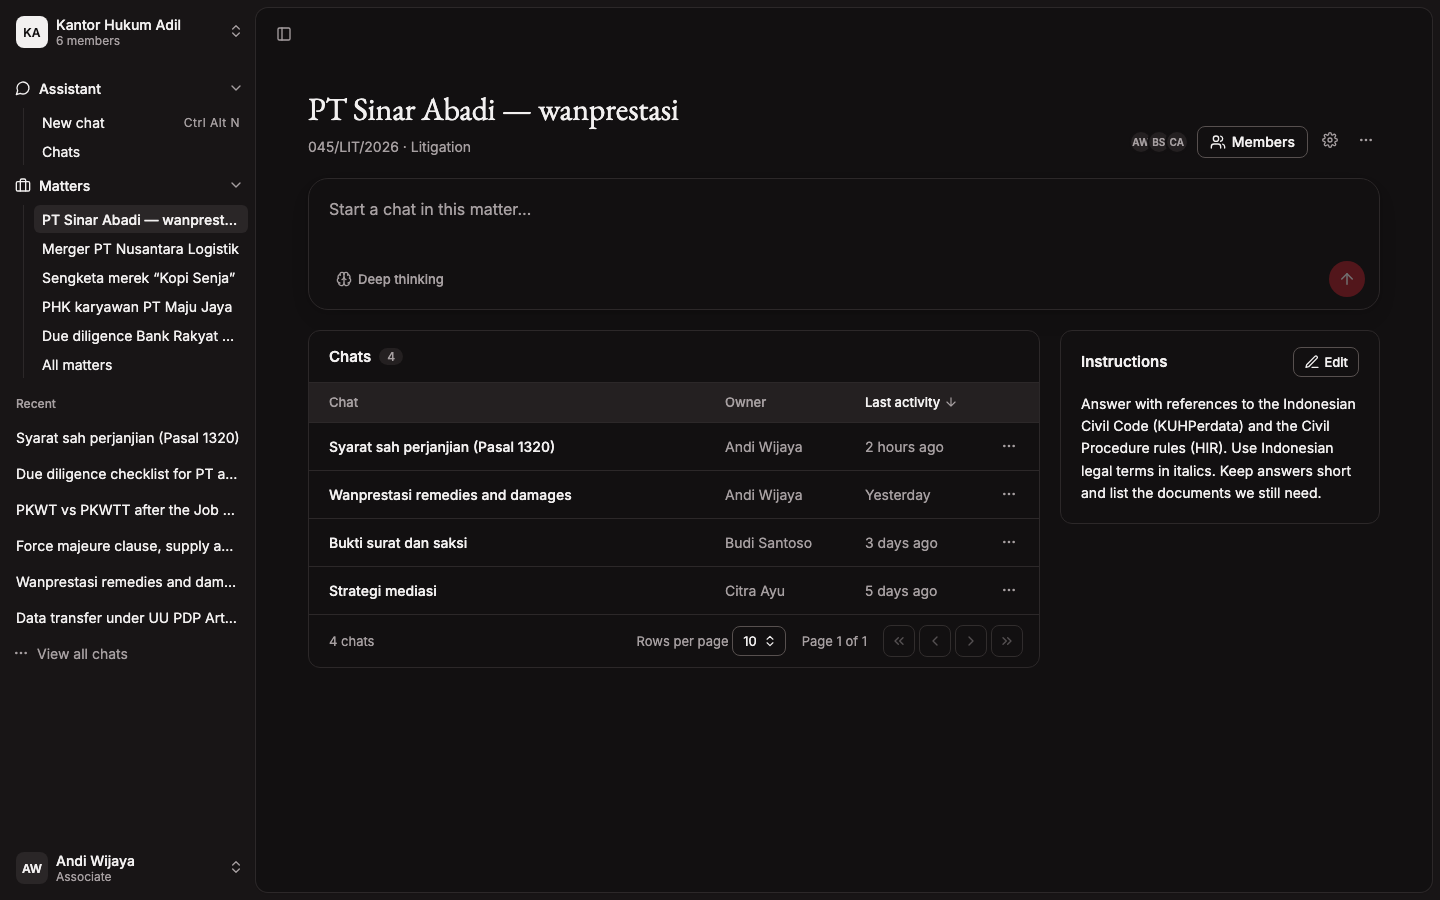 KA
Kantor Hukum Adil
6 members
Assistant
New chat Ctrl Alt N
Chats
Matters
PT Sinar Abadi — wanprest...
Merger PT Nusantara Logistik
Sengketa merek “Kopi Senja”
PHK karyawan PT Maju Jaya
Due diligence Bank Rakyat ...
All matters
Recent
Syarat sah perjanjian (Pasal 1320)
Due diligence checklist for PT a...
PKWT vs PKWTT after the Job ...
Force majeure clause, supply a...
Wanprestasi remedies and dam...
Data transfer under UU PDP Art...
View all chats
AW
Andi Wijaya
Associate
PT Sinar Abadi — wanprestasi
045/LIT/2026 · Litigation
AW BS CA Members
Start a chat in this matter...
Deep thinking
Chats 4
Chat Owner Last activity
Syarat sah perjanjian (Pasal 1320) Andi Wijaya 2 hours ago
Wanprestasi remedies and damages Andi Wijaya Yesterday
Bukti surat dan saksi Budi Santoso 3 days ago
Strategi mediasi Citra Ayu 5 days ago
4 chats Rows per page 10 Page 1 of 1
Instructions Edit
Answer with references to the Indonesian
Civil Code (KUHPerdata) and the Civil
Procedure rules (HIR). Use Indonesian
legal terms in italics. Keep answers short
and list the documents we still need.